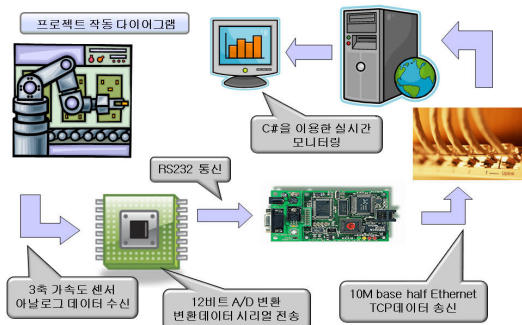 프로젝트 작동 다이어그램
C#을 이용한 실시간
모니터링
RS232 통신
3축 가속도 센서
아날로그 데이터 수신
12비트 A/D 변환
변환데이터 시리얼 전송
10M base half Ethernet
TCP데이터 송신
Uplink